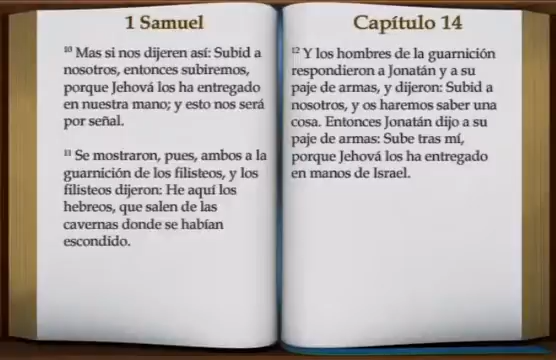 1 Samuel
¹⁰ Mas si nos dijeren así: Subid a
nosotros, entonces subiremos,
porque Jehová los ha entregado
en nuestra mano; y esto nos será
por señal.
¹¹ Se mostraron, pues, ambos a la
guarnición de los filisteos, y los
filisteos dijeron: He aquí los
hebreos, que salen de las
cavernas donde se habían
escondido.
Capítulo 14
¹² Y los hombres de la guarnición
respondieron a Jonatán y a su
paje de armas, y dijeron: Subid a
nosotros, y os haremos saber una
cosa. Entonces Jonatán dijo a su
paje de armas: Sube tras mí,
porque Jehová los ha entregado
en manos de Israel.